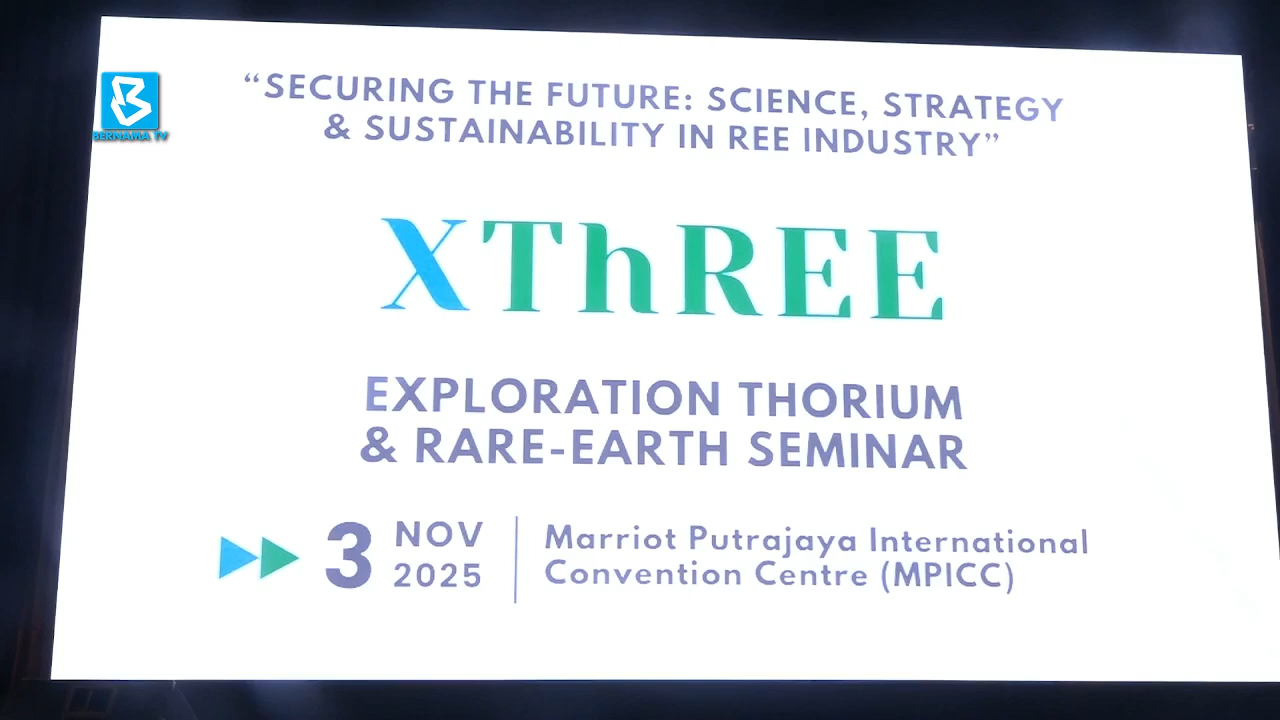 BERNAMA TV
“SECURING THE FUTURE: SCIENCE, STRATEGY
& SUSTAINABILITY IN REE INDUSTRY”
XThREE
EXPLORATION THORIUM
& RARE-EARTH SEMINAR
3 NOV 2025
Marriot Putrajaya International
Convention Centre (MPICC)